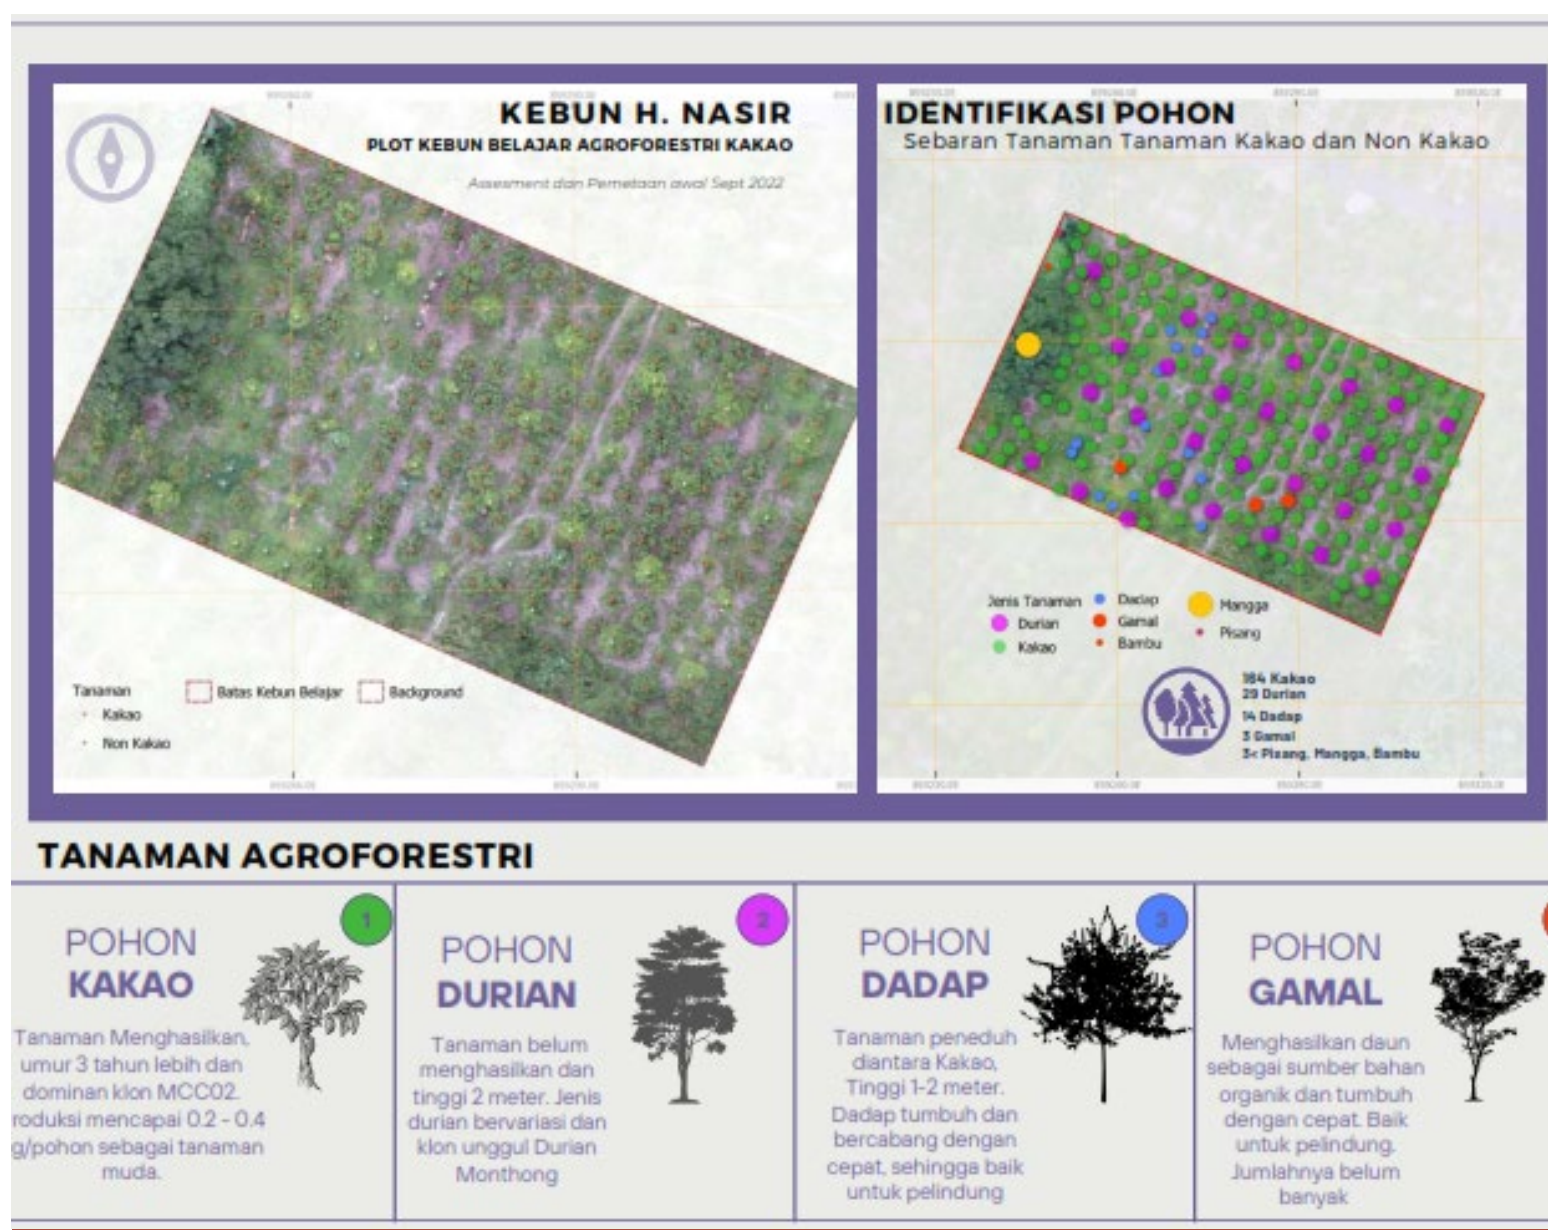 KEBUN H. NASIR
PLOT KEBUN BELAJAR AGROFORESTRI KAKAO
Assesment dan Pemetaan awal Sept 2022
Tanaman
Kakao
Non Kakao
Batas Kebun Belajar
Background
IDENTIFIKASI POHON
Sebaran Tanaman Tanaman Kakao dan Non Kakao
Jenis Tanaman
Durian
Kakao
Dadap
Gamal
Bambu
Mangga
Pisang
184 Kakao
29 Durian
14 Dadap
3 Gamal
3< Pisang, Mangga, Bambu
TANAMAN AGROFORESTRI
1
POHON
KAKAO
Tanaman Menghasilkan,
umur 3 tahun lebih dan
dominan klon MCC02.
roduksi mencapai 0.2 - 0.4
g/pohon sebagai tanaman
muda.
2
POHON
DURIAN
Tanaman belum
menghasilkan dan
tinggi 2 meter. Jenis
durian bervariasi dan
klon unggul Durian
Monthong
3
POHON
DADAP
Tanaman peneduh
diantara Kakao,
Tinggi 1-2 meter.
Dadap tumbuh dan
bercabang dengan
cepat, sehingga baik
untuk pelindung
POHON
GAMAL
Menghasilkan daun
sebagai sumber bahan
organik dan tumbuh
dengan cepat. Baik
untuk pelindung.
Jumlahnya belum
banyak